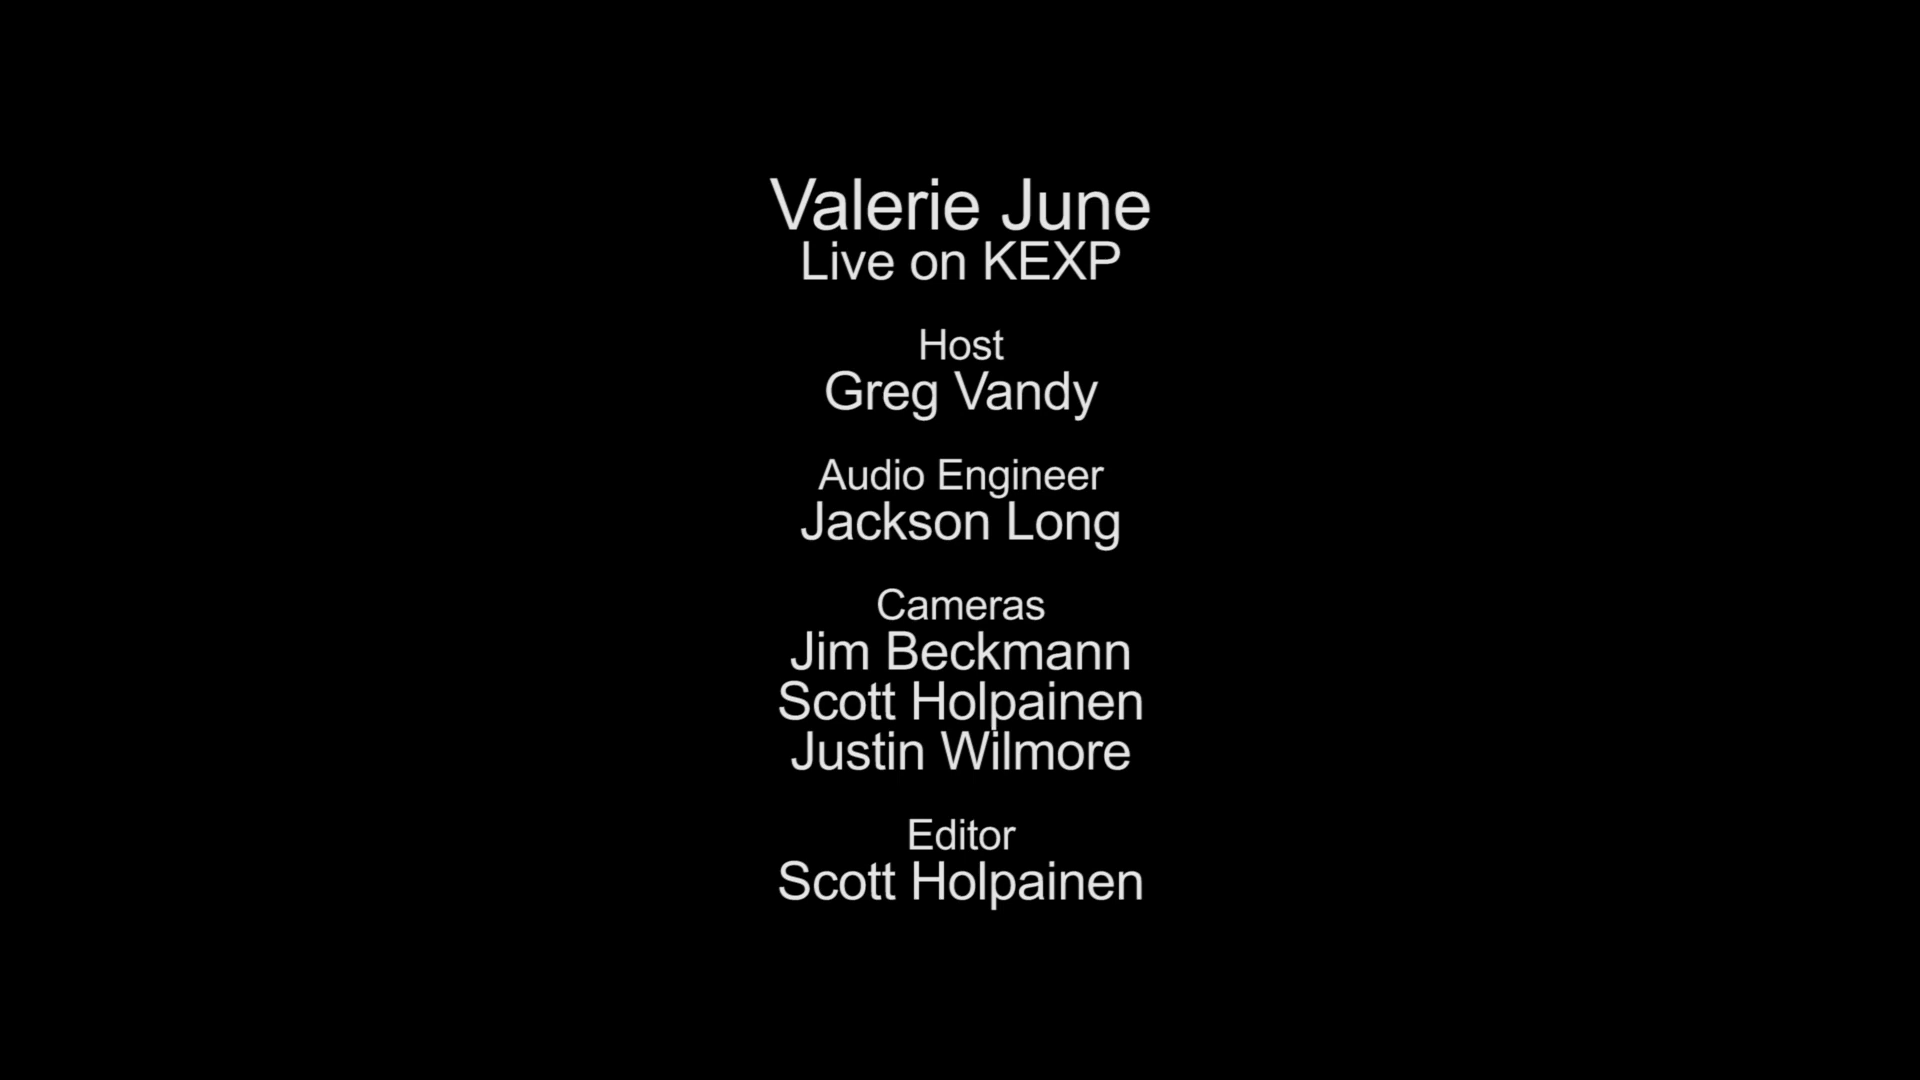 Valerie June
Live on KEXP
Host
Greg Vandy
Audio Engineer
Jackson Long
Cameras
Jim Beckmann
Scott Holpainen
Justin Wilmore
Editor
Scott Holpainen